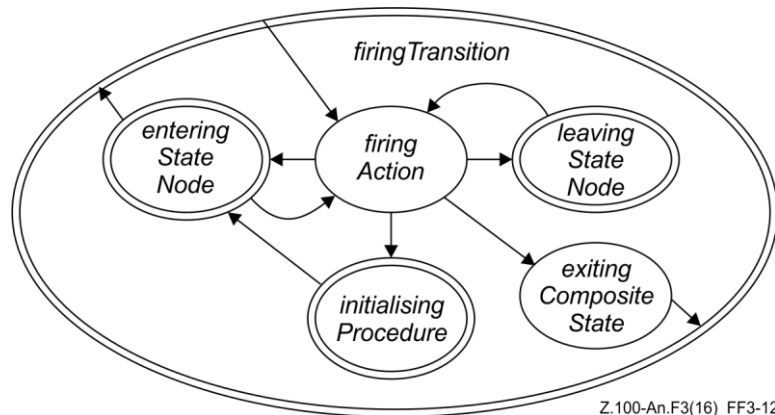 firingTransition
entering
State
Node
firing
Action
leaving
State
Node
initialising
Procedure
exiting
Composite
State
Z.100-An.F3(16)_FF3-12